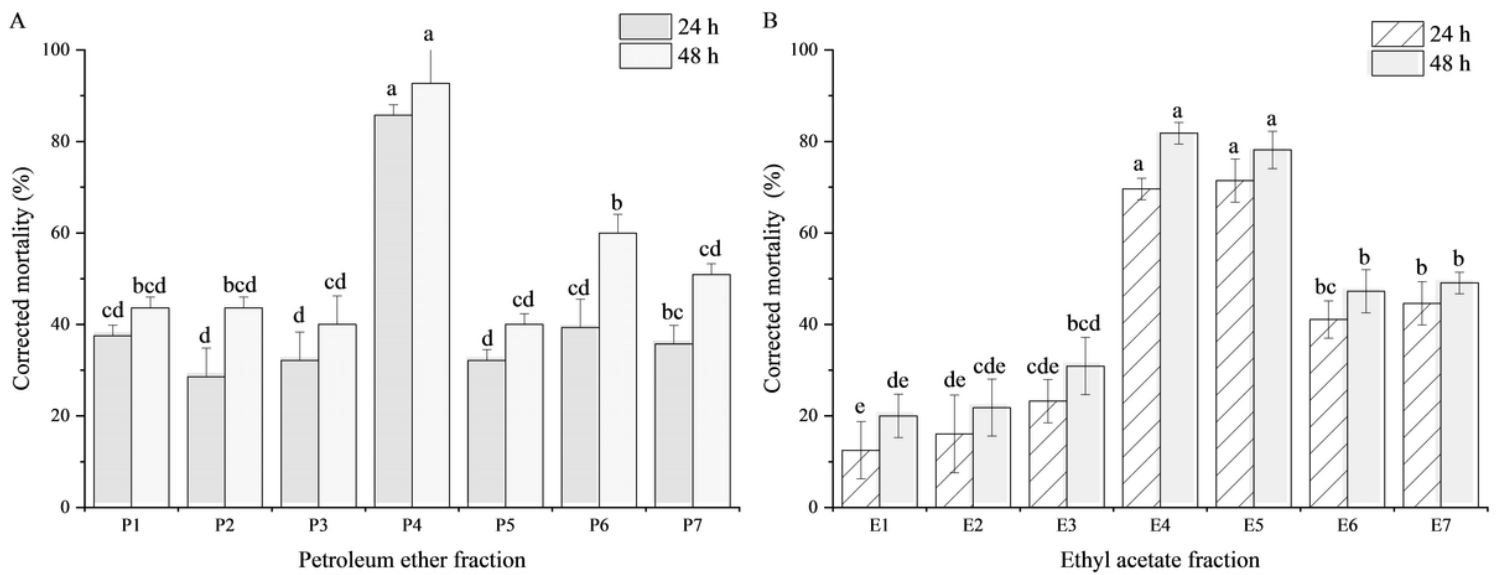 A
24 h
48 h
Corrected mortality (%)
100
80
60
40
20
0
cd
bcd
d
bcd
d
cd
a
a
d
cd
cd
b
bc
cd
P1
P2
P3
P4
P5
P6
P7
Petroleum ether fraction
B
24 h
48 h
Corrected mortality (%)
100
80
60
40
20
0
e
de
de
cde
cde
bcd
a
a
a
a
bc
b
b
b
E1
E2
E3
E4
E5
E6
E7
Ethyl acetate fraction